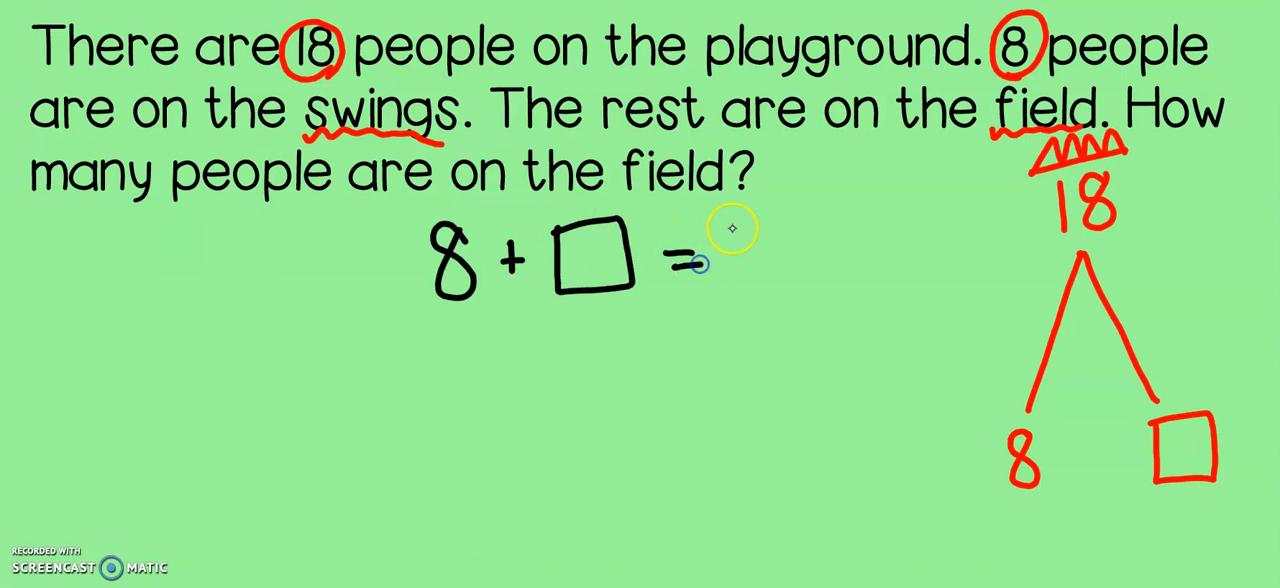 There are 18 people on the playground. 8 people
are on the swings. The rest are on the field. How
many people are on the field?
18
8 + □ =
8 □
RECORDED WITH
SCREENCAST MATIC